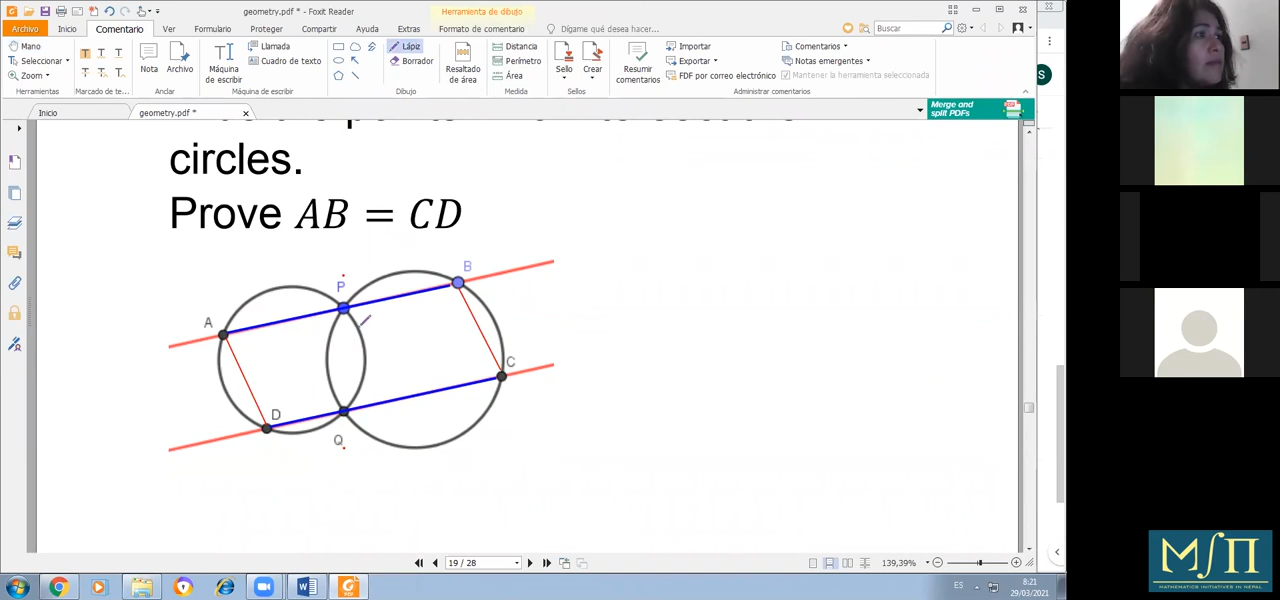 geometry.pdf * - Foxit Reader
Herramienta de dibujo
Archivo Inicio Comentario Ver Formulario Proteger Compartir Ayuda Extras Formato de comentario Dígame qué desea hacer... Buscar
Mano
Seleccionar
Zoom
Herramientas
Marcado de te...
Nota
Archivo
Andar
Máquina de escribir
Llamada
Cuadro de texto
Máquina de escribir
Lápiz
Borrador
Dibujo
Resaltado de área
Distancia
Perímetro
Área
Medida
Sello
Crear
Sellos
Resumir comentarios
Importar
Exportar
FDF por correo electrónico
Comentarios
Notas emergentes
Mantener la herramienta seleccionada
Administrar comentarios
S
Inicio
geometry.pdf *
Merge and
split PDFs
circles.
Prove AB = CD
B
P
A
C
D
Q
19 / 28
139,39%
ES
8:21
29/03/2021
M∫Π
MATHEMATICS INITIATIVES IN NEPAL